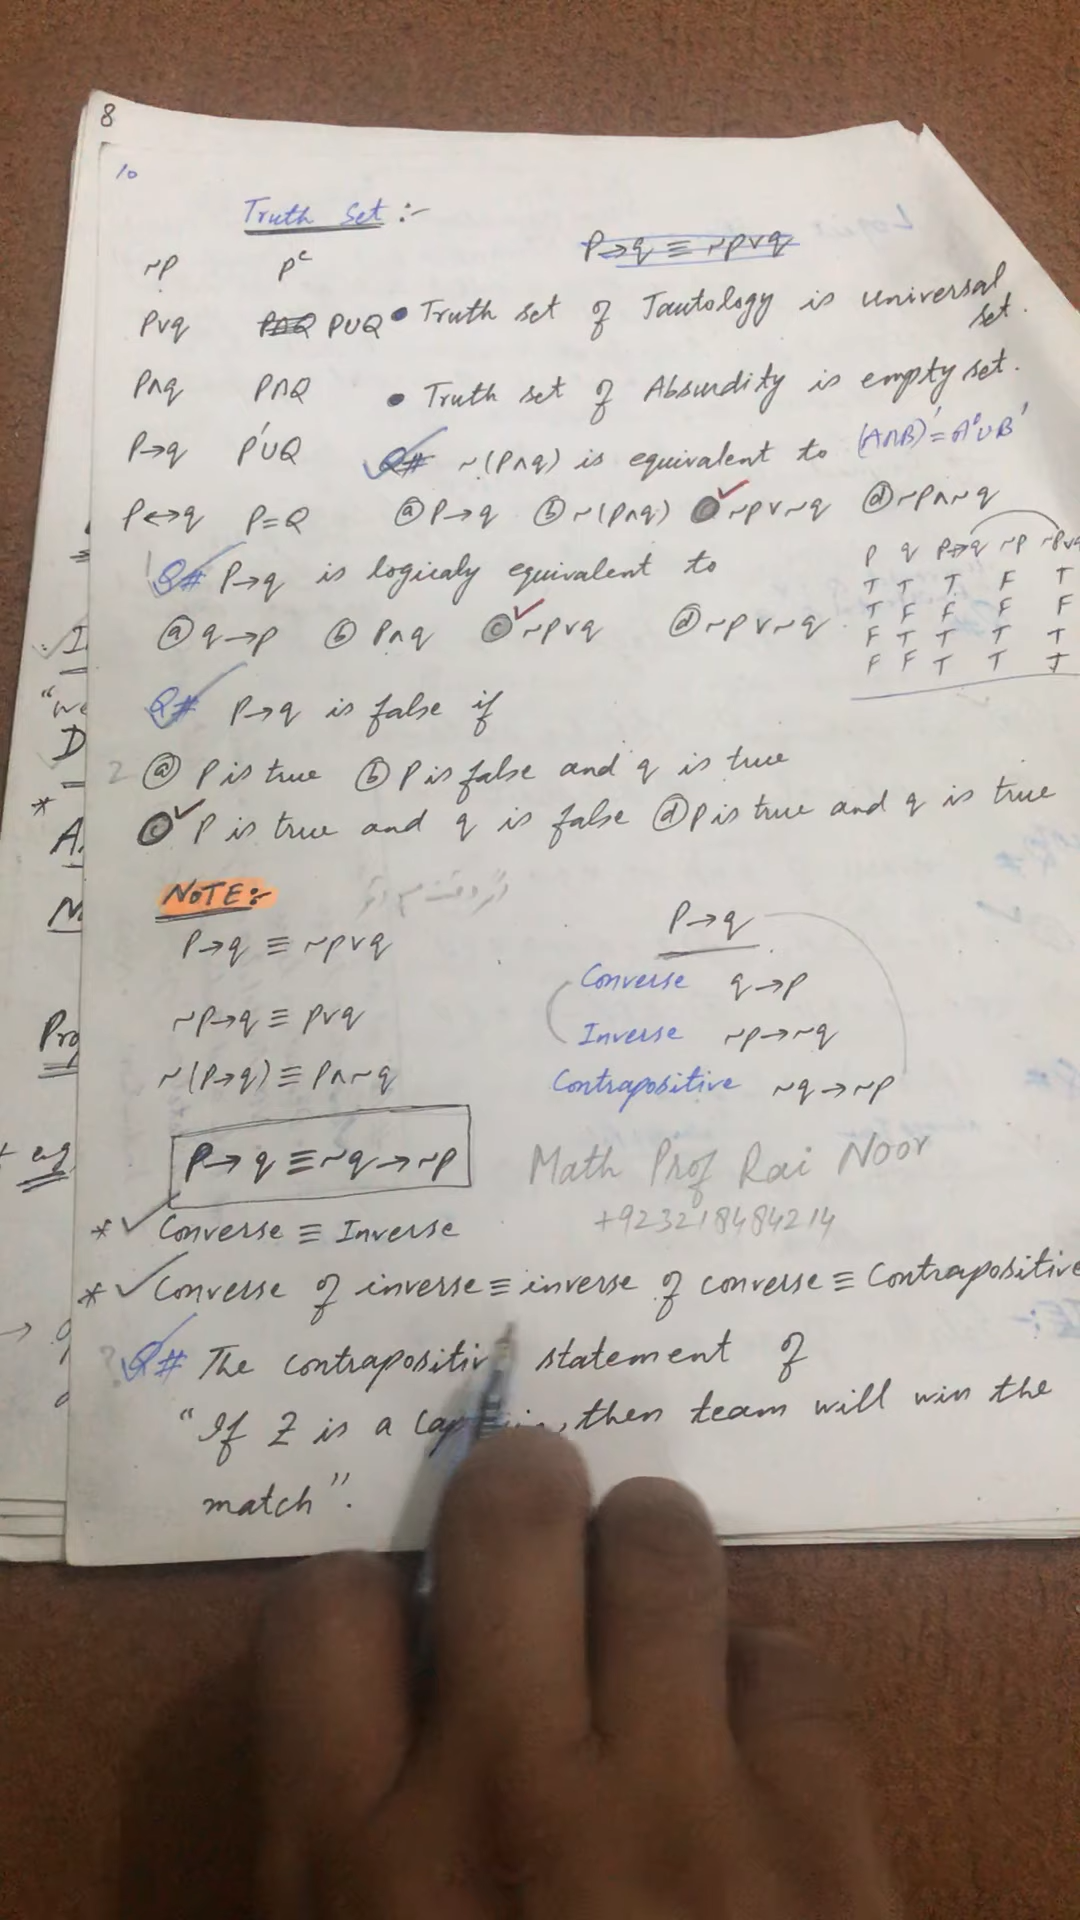 8
10
Truth Set :-
P→q ≡ ~p∨q
~P Pᶜ
P∨q P∪Q
• Truth set of Tautology is universal set.
P∧q P∩Q
• Truth set of Absurdity is empty set.
P→q P'∪Q
Q# ~(P∧q) is equivalent to (A∩B)'=A'∪B'
P↔q P=Q
ⓐ P→q ⓑ ~(P∧q) ⓒ ~p∨~q ⓓ ~p∧~q
Q# P→q is logicaly equivalent to
ⓐ q→p ⓑ P∧q ⓒ ~p∨q ⓓ ~p∨~q
P q P→q ~P ~P∨q
T T T F T
T F F F F
F T T T T
F F T T T
Q# P→q is false if
2 ⓐ P is true ⓑ P is false and q is true
ⓒ P is true and q is false ⓓ P is true and q is true
NOTE:-
P→q ≡ ~p∨q
~P→q ≡ P∨q
~(P→q) ≡ P∧~q
P→q ≡ ~q→~p
P→q
Converse q→p
Inverse ~p→~q
Contrapositive ~q→~p
Math Prof Rai Noor
+923218484214
* Converse ≡ Inverse
* Converse of inverse ≡ inverse of converse ≡ Contrapositive
Q# The contrapositive statement of
"If Z is a , then team will win the
match".